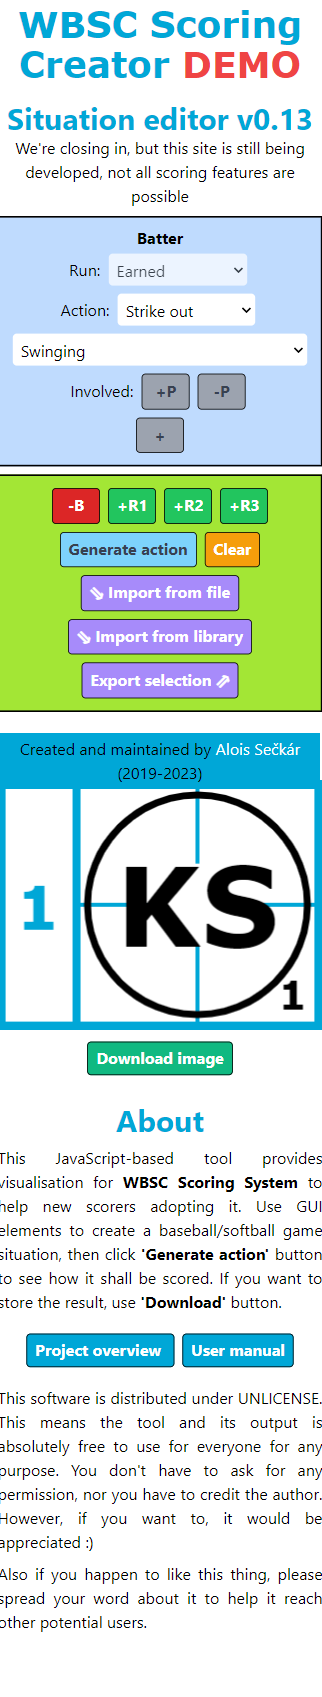 WBSC Scoring
Creator DEMO
Situation editor v0.13
We're closing in, but this site is still being
developed, not all scoring features are
possible
Batter
Run: Earned
Action: Strike out
Swinging
Involved: +P -P
+
-B +R1 +R2 +R3
Generate action Clear
⇘ Import from file
⇘ Import from library
Export selection ⇗
Created and maintained by Alois Sečkár
(2019-2023)
1 KS
1
Download image
About
This JavaScript-based tool provides
visualisation for WBSC Scoring System to
help new scorers adopting it. Use GUI
elements to create a baseball/softball game
situation, then click 'Generate action' button
to see how it shall be scored. If you want to
store the result, use 'Download' button.
Project overview User manual
This software is distributed under UNLICENSE.
This means the tool and its output is
absolutely free to use for everyone for any
purpose. You don't have to ask for any
permission, nor you have to credit the author.
However, if you want to, it would be
appreciated :)
Also if you happen to like this thing, please
spread your word about it to help it reach
other potential users.